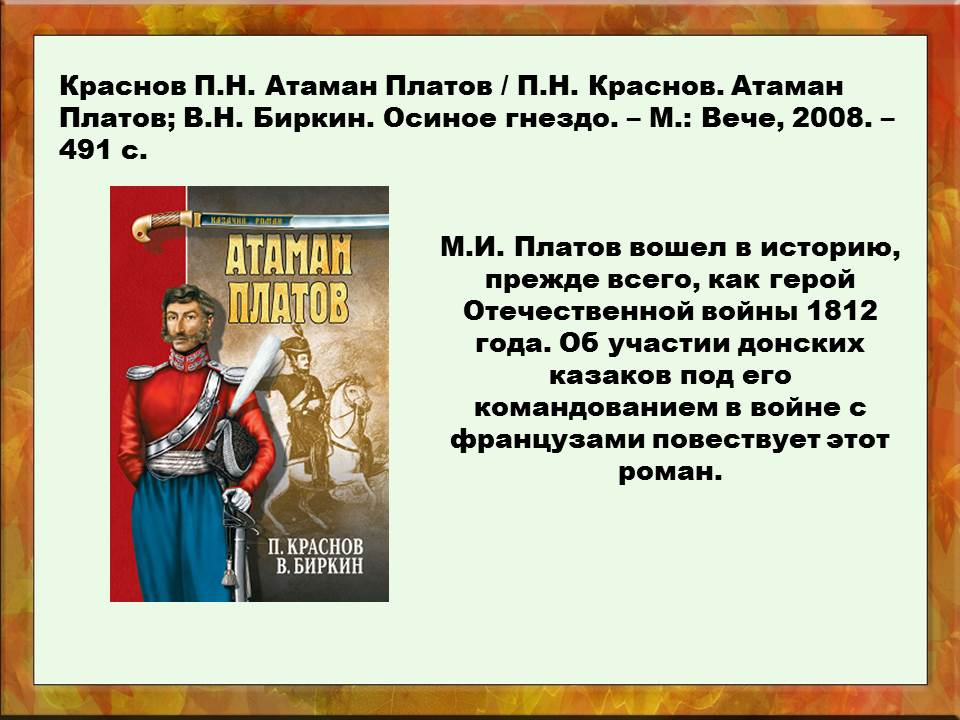 Краснов П.Н. Атаман Платов / П.Н. Краснов. Атаман
Платов; В.Н. Биркин. Осиное гнездо. – М.: Вече, 2008. –
491 с.
КАЗАЧИЙ РОМАН
АТАМАН
ПЛАТОВ
П. КРАСНОВ
В. БИРКИН
М.И. Платов вошел в историю,
прежде всего, как герой
Отечественной войны 1812
года. Об участии донских
казаков под его
командованием в войне с
французами повествует этот
роман.